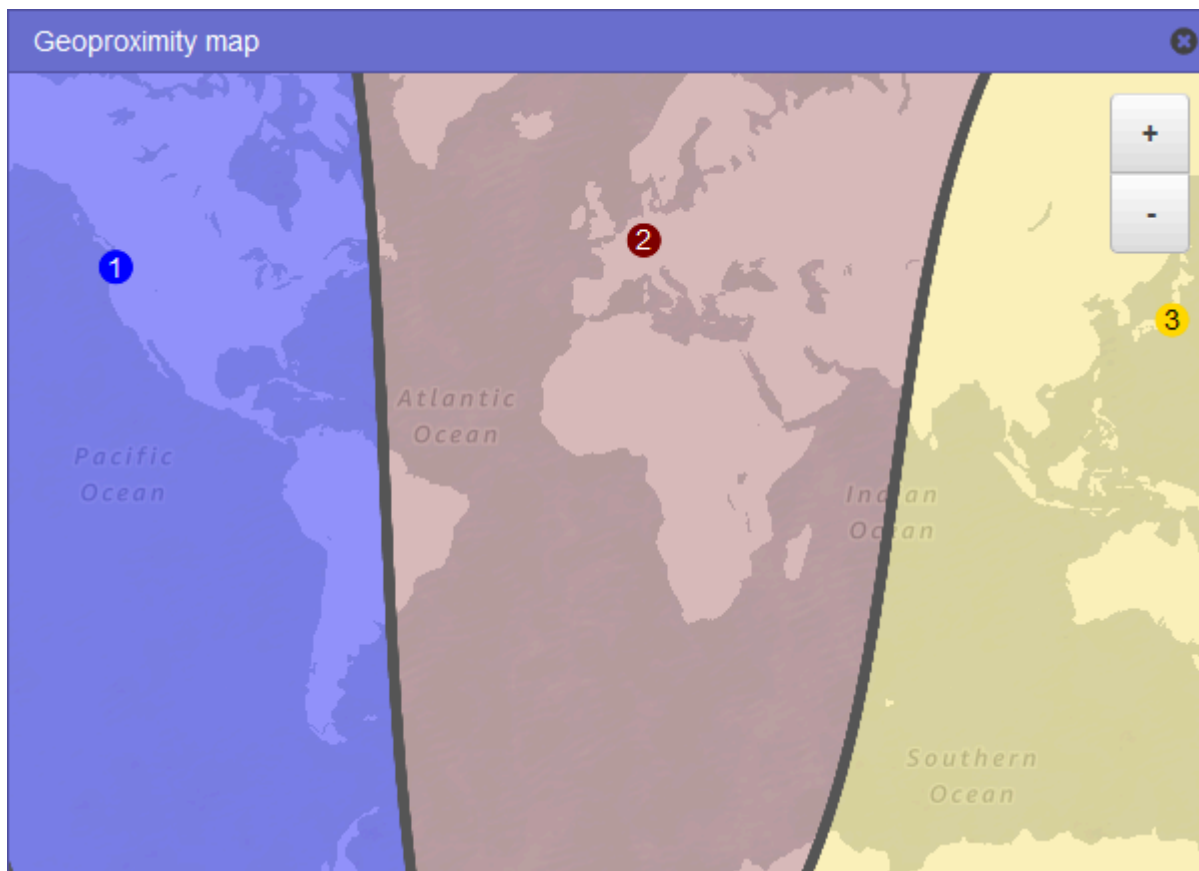 Geoproximity map
+
-
1
2
3
Atlantic
Ocean
Pacific
Ocean
Indian
Ocean
Southern
Ocean